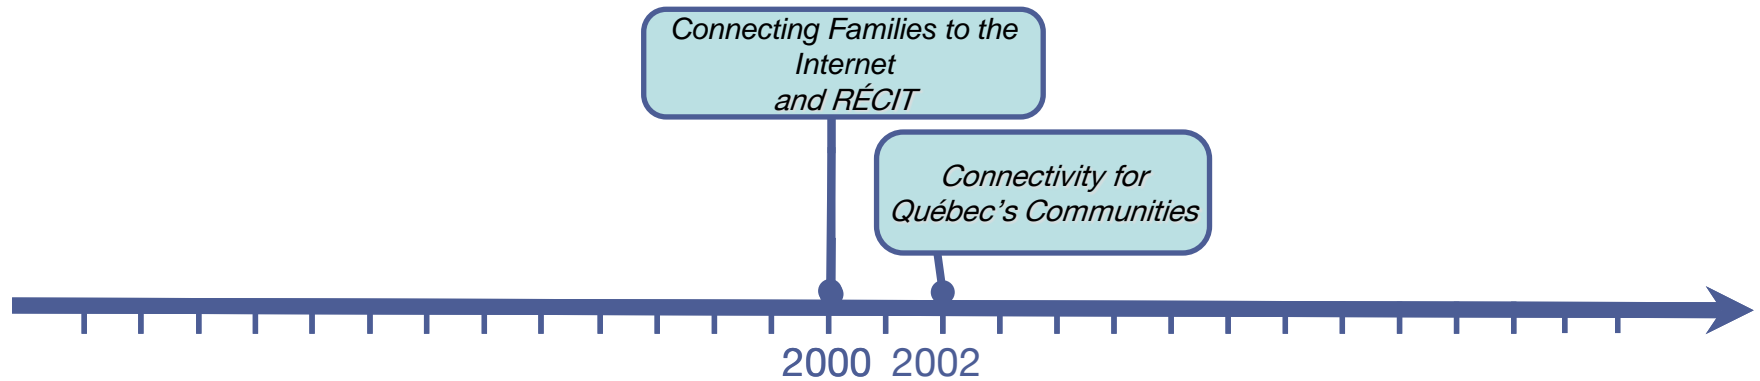 Connecting Families to the
Internet
and RÉCIT
Connectivity for
Québec’s Communities
2000 2002